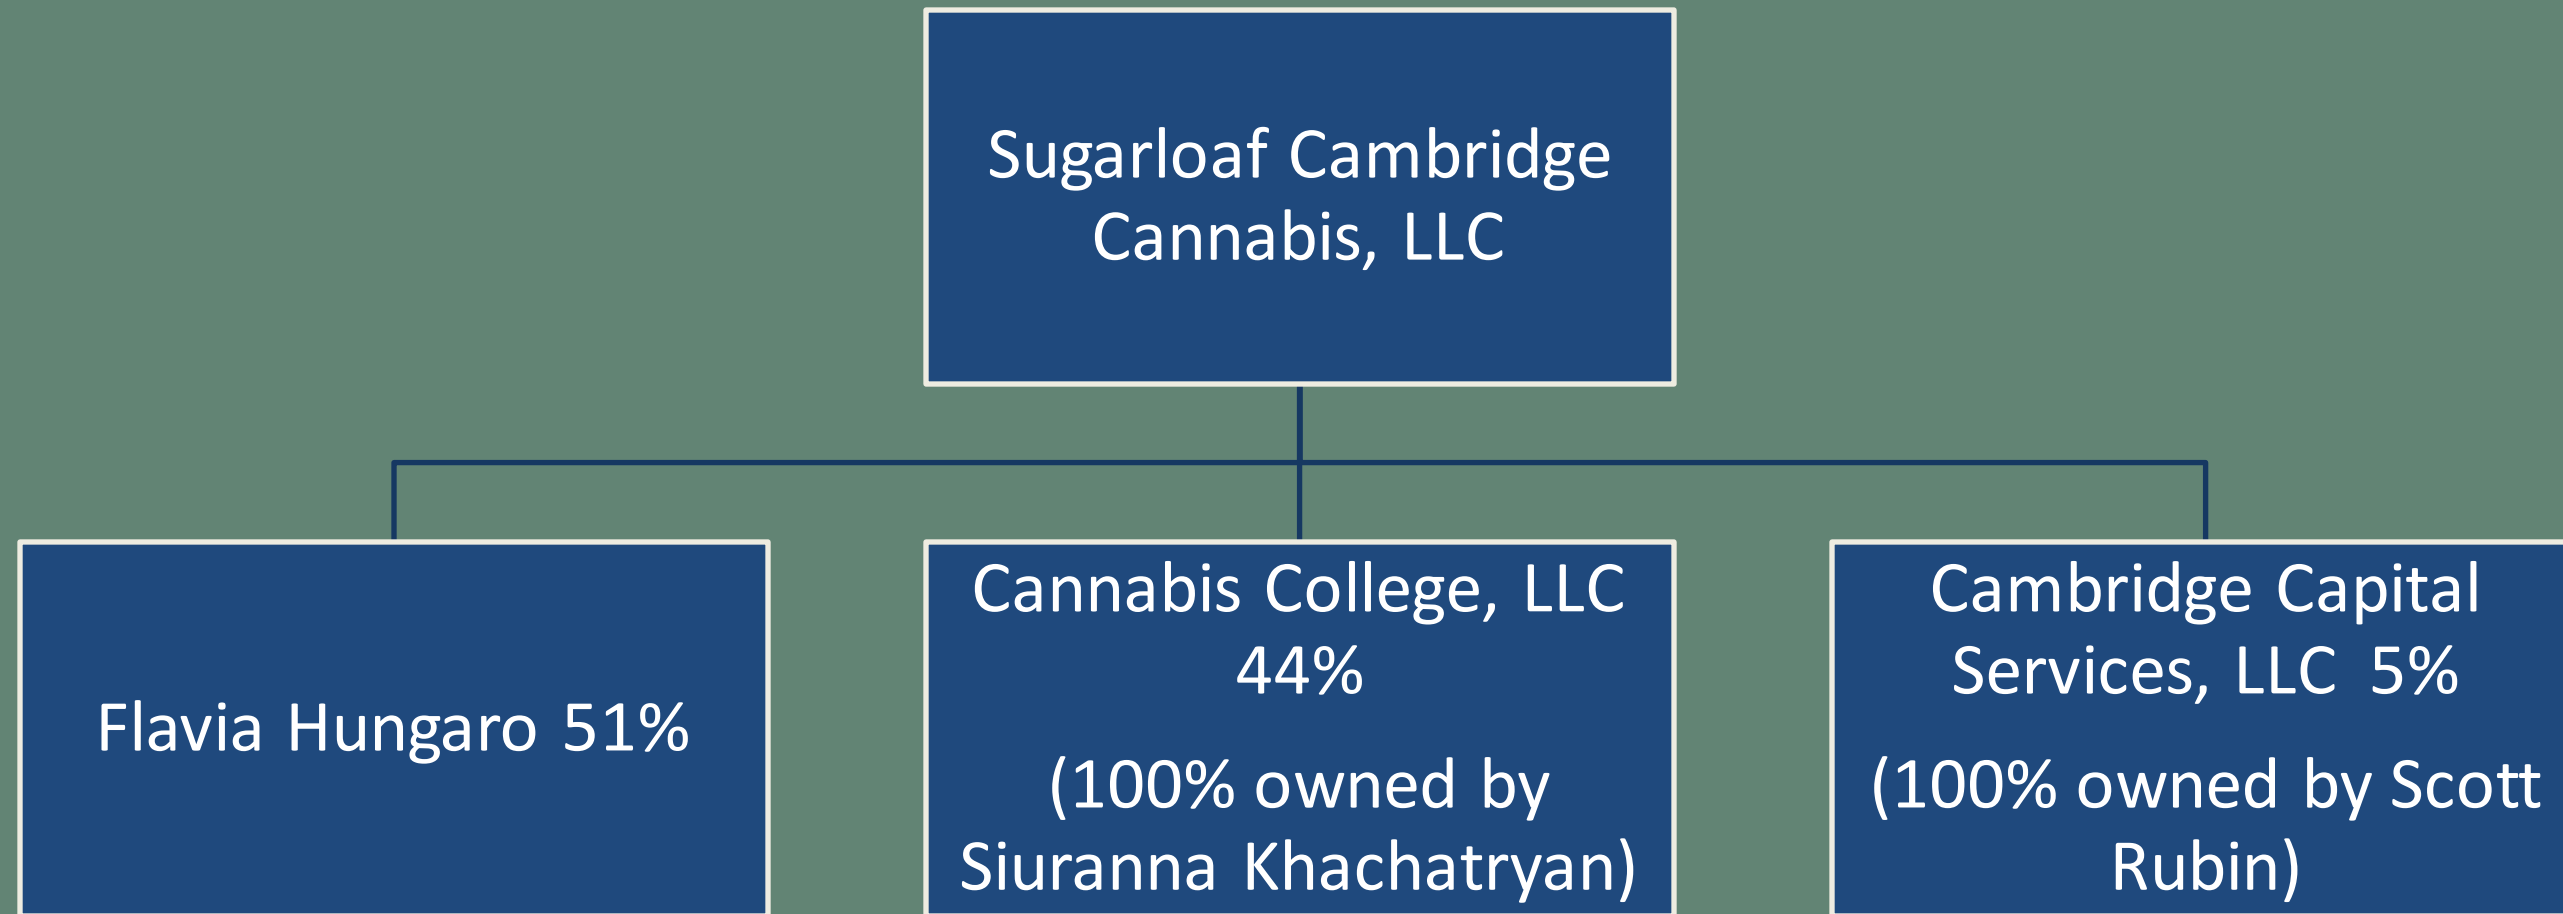 Sugarloaf Cambridge
Cannabis, LLC
Flavia Hungaro 51%
Cannabis College, LLC
44%
(100% owned by
Siuranna Khachatryan)
Cambridge Capital
Services, LLC 5%
(100% owned by Scott
Rubin)